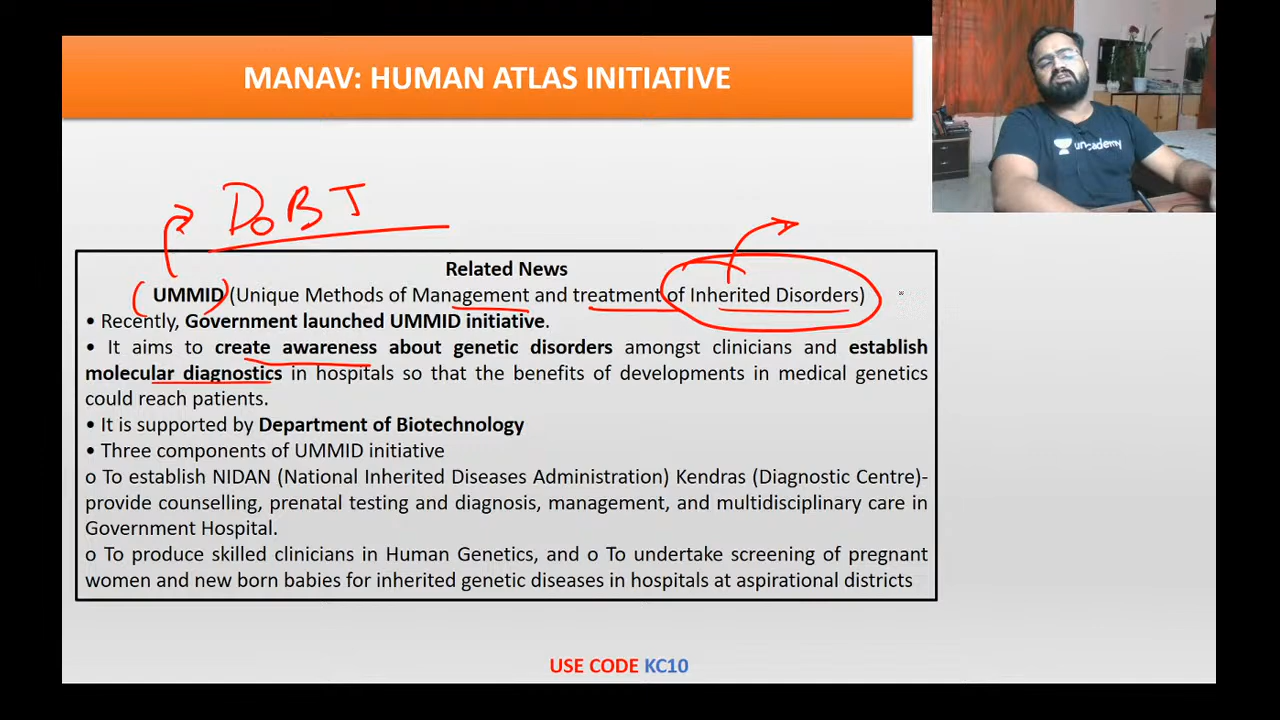 MANAV: HUMAN ATLAS INITIATIVE
unacademy
DOBT
Related News
UMMID (Unique Methods of Management and treatment of Inherited Disorders)
• Recently, Government launched UMMID initiative.
• It aims to create awareness about genetic disorders amongst clinicians and establish
molecular diagnostics in hospitals so that the benefits of developments in medical genetics
could reach patients.
• It is supported by Department of Biotechnology
• Three components of UMMID initiative
o To establish NIDAN (National Inherited Diseases Administration) Kendras (Diagnostic Centre)-
provide counselling, prenatal testing and diagnosis, management, and multidisciplinary care in
Government Hospital.
o To produce skilled clinicians in Human Genetics, and o To undertake screening of pregnant
women and new born babies for inherited genetic diseases in hospitals at aspirational districts
USE CODE KC10